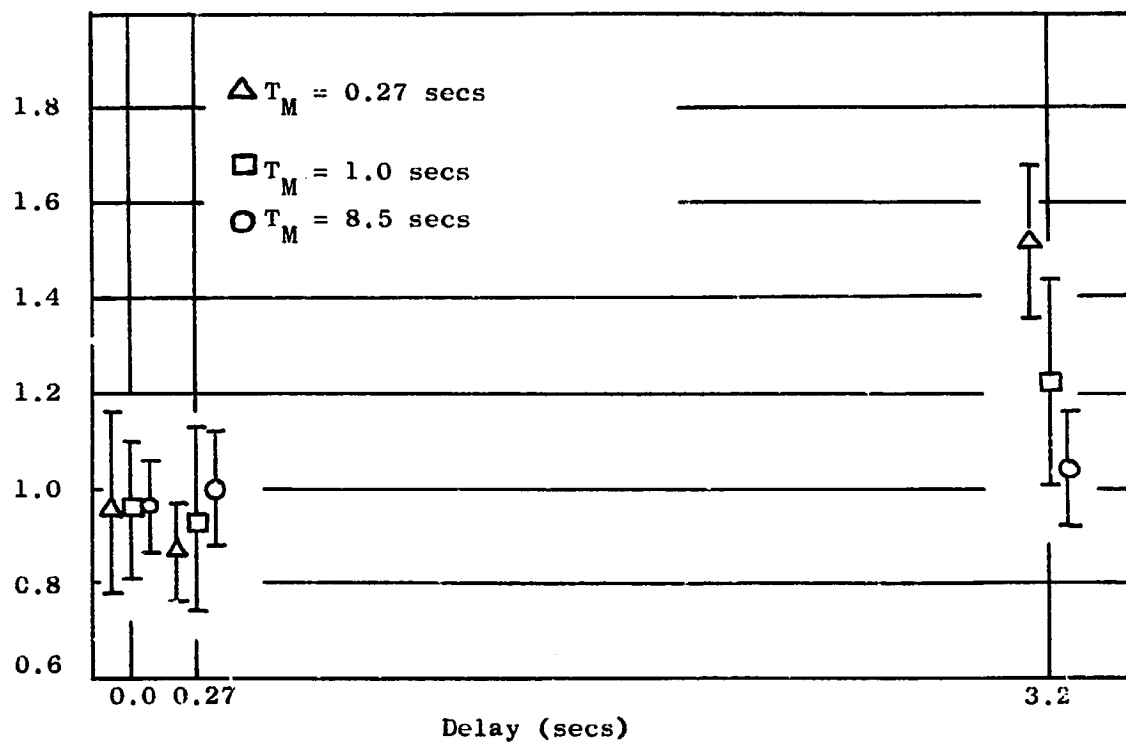 1.8
1.6
1.4
1.2
1.0
0.8
0.6
T_M = 0.27 secs
T_M = 1.0 secs
T_M = 8.5 secs
0.0 0.27 3.2
Delay (secs)